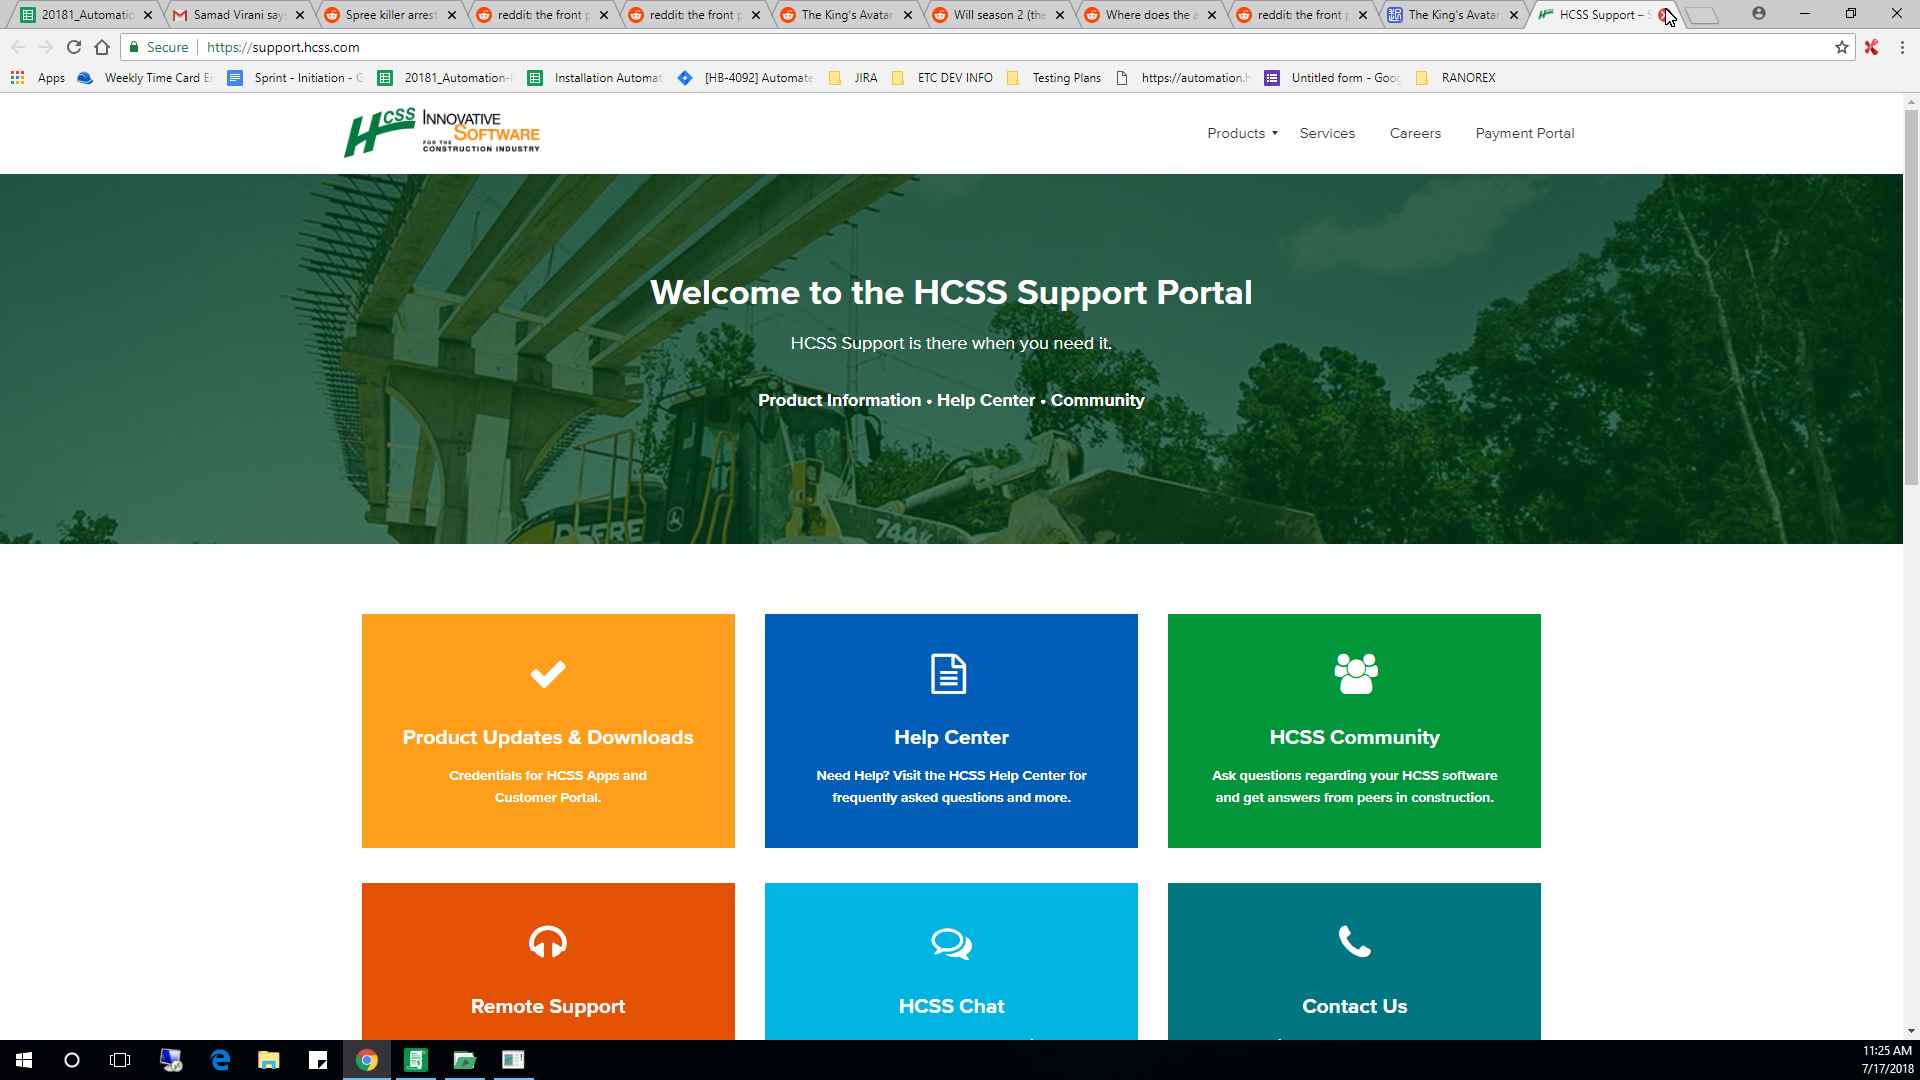 20181_Automatio
Samad Virani say
Spree killer arrest
reddit: the front p
reddit: the front p
The King's Avatar
Will season 2 (the
Where does the a
reddit: the front p
The King's Avatar
HCSS Support – S
Secure
https://support.hcss.com
Apps
Weekly Time Card E
Sprint - Initiation - G
20181_Automation-
Installation Automat
[HB-4092] Automate
JIRA
ETC DEV INFO
Testing Plans
https://automation.h
Untitled form - Goog
RANOREX
HCSS INNOVATIVE
SOFTWARE
FOR THE
CONSTRUCTION INDUSTRY
Products
Services
Careers
Payment Portal
Welcome to the HCSS Support Portal
HCSS Support is there when you need it.
Product Information • Help Center • Community
DEERE
744K
Product Updates & Downloads
Credentials for HCSS Apps and
Customer Portal.
Help Center
Need Help? Visit the HCSS Help Center for
frequently asked questions and more.
HCSS Community
Ask questions regarding your HCSS software
and get answers from peers in construction.
Remote Support
HCSS Chat
Contact Us
11:25 AM
7/17/2018